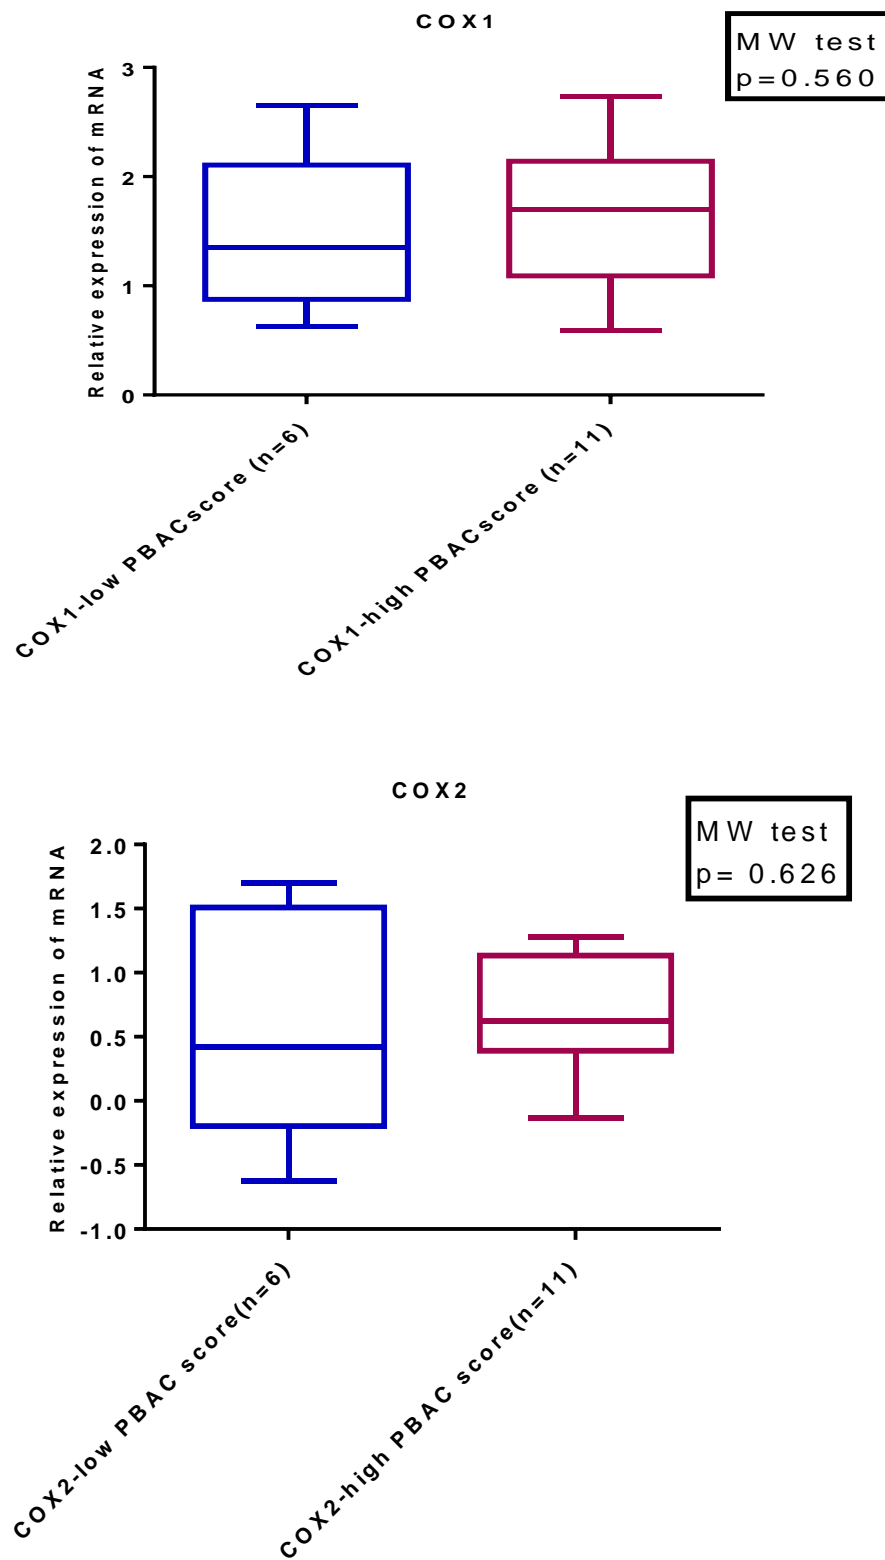 COX1
MW test
p=0.560
Relative expression of mRNA
3
2
1
0
COX1-low PBACscore (n=6)
COX1-high PBACscore (n=11)
COX2
MW test
p= 0.626
Relative expression of mRNA
2.0
1.5
1.0
0.5
0.0
-0.5
-1.0
COX2-low PBAC score(n=6)
COX2-high PBAC score(n=11)